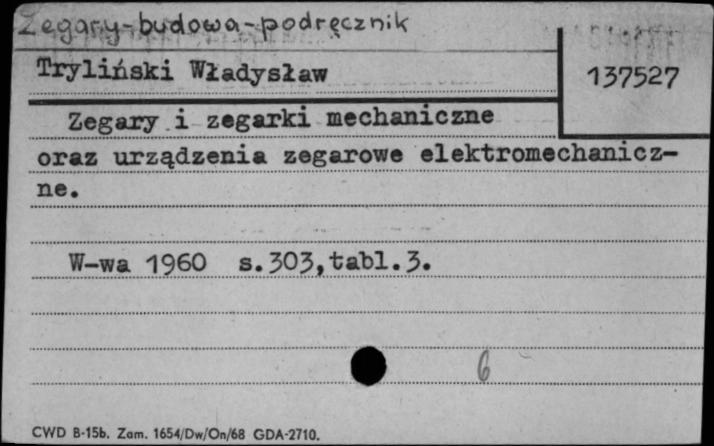 Zegary-budowa-podręcznik
Tryliński Władysław
137527
Zegary i zegarki mechaniczne
oraz urządzenia zegarowe elektromechanicz-
ne.
W-wa 1960 s.303,tabl.3.
6
CWD B-15b. Zam. 1654/Dw/On/68 GDA-2710.